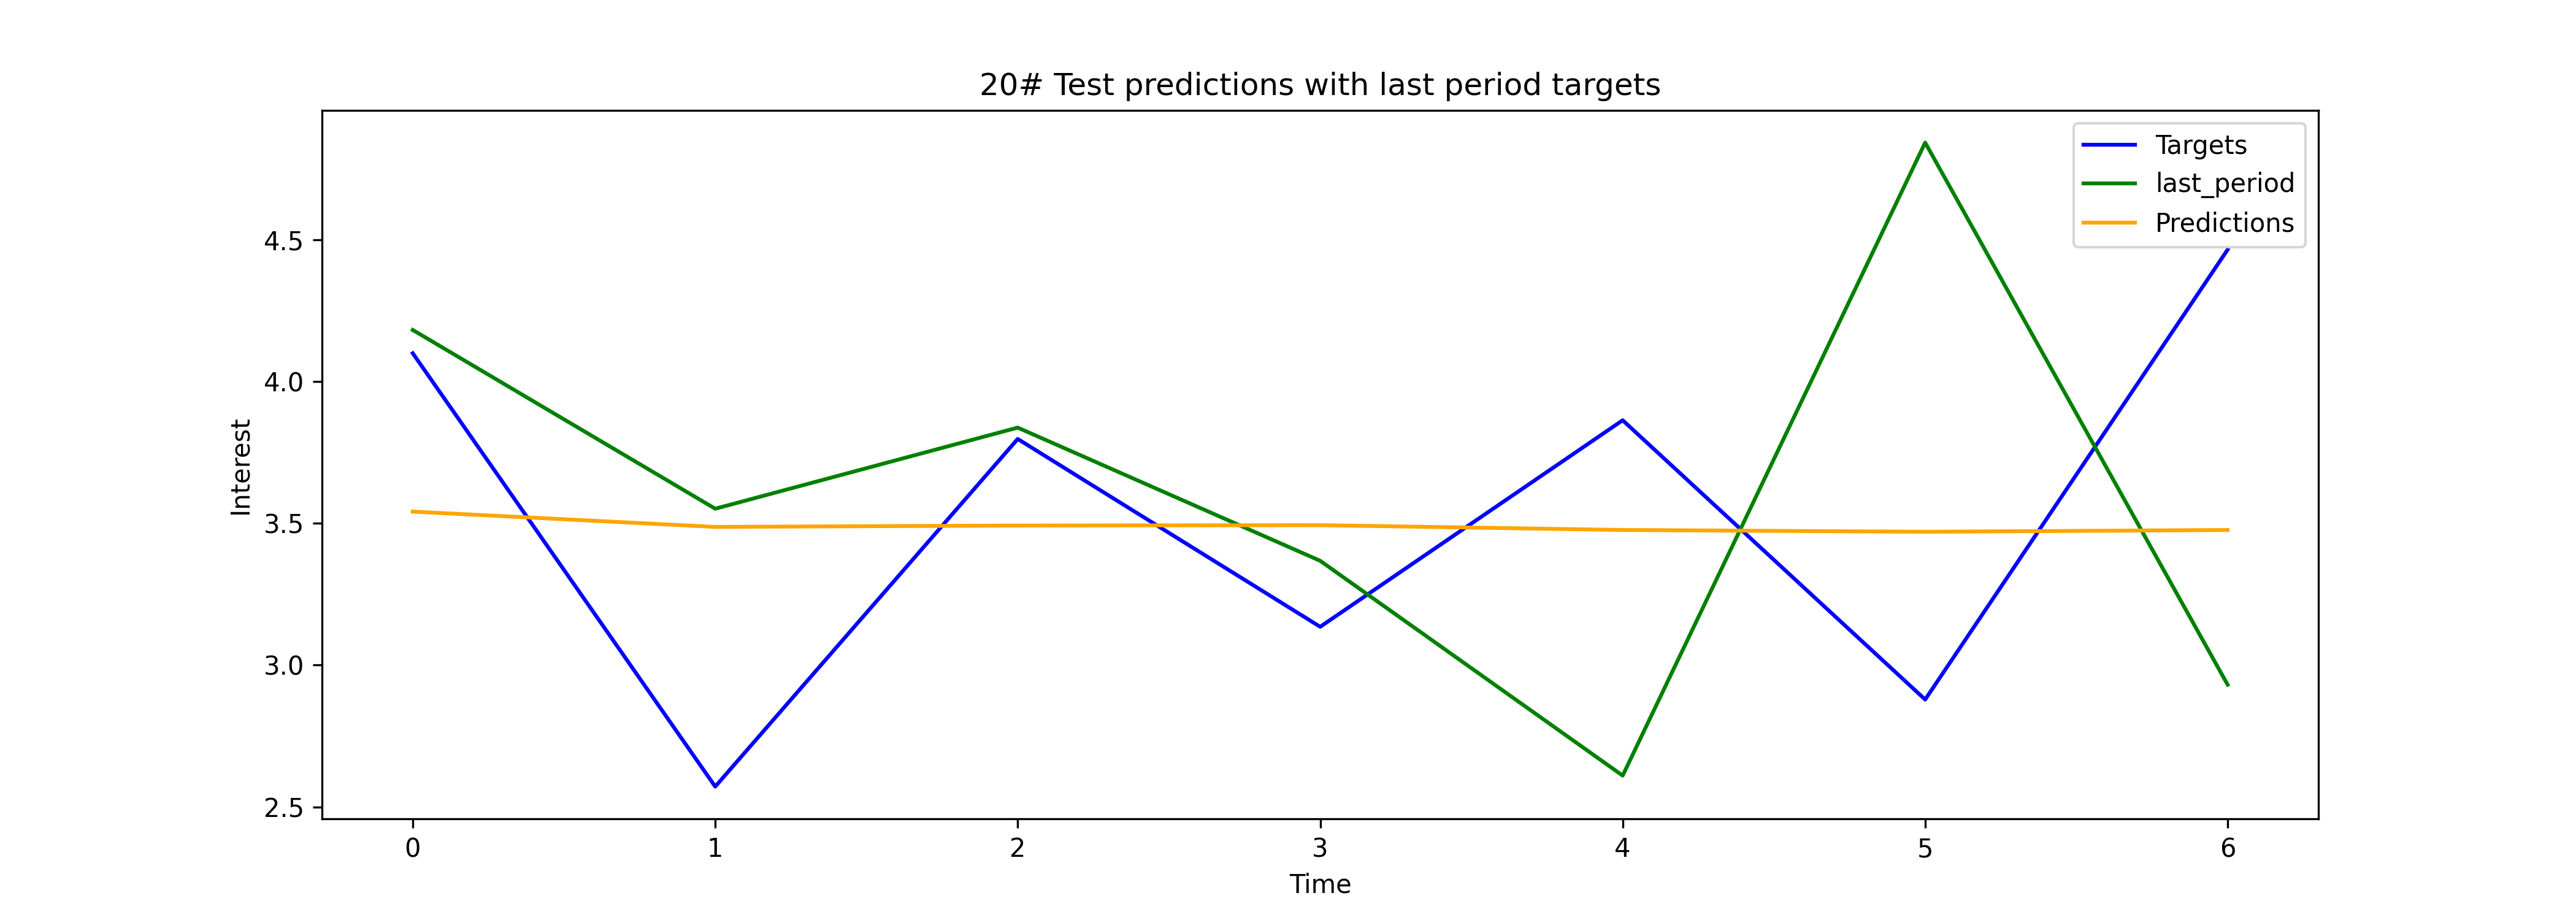 20# Test predictions with last period targets
Targets
last_period
Predictions
Interest
4.5
4.0
3.5
3.0
2.5
0 1 2 3 4 5 6
Time